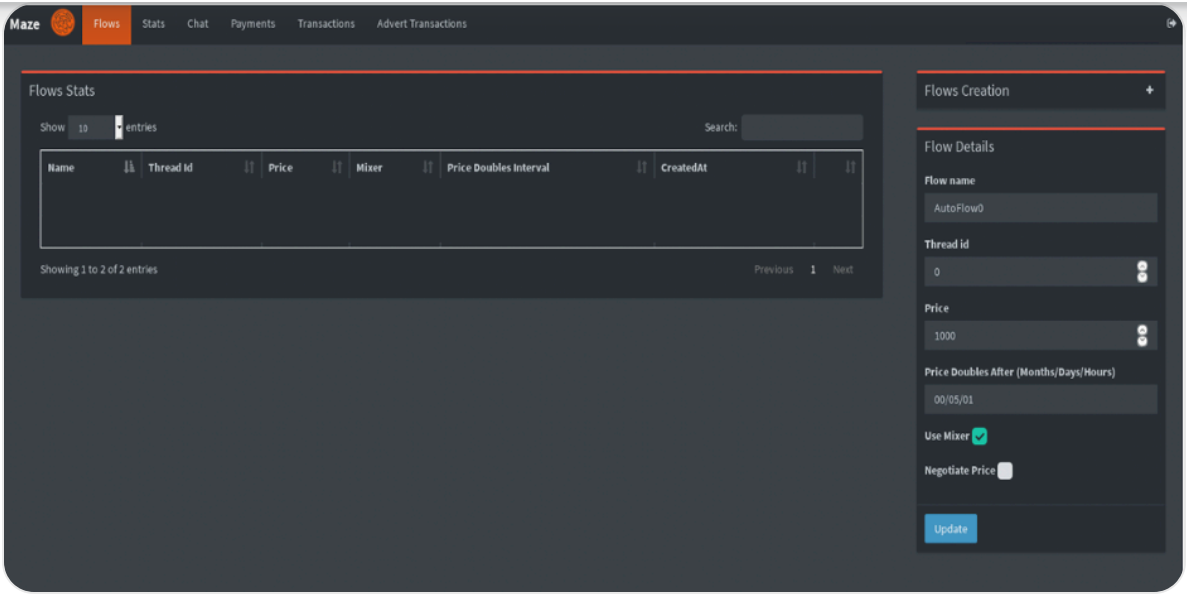 Maze Flows Stats Chat Payments Transactions Advert Transactions
Flows Stats
Show 10 entries Search:
Name Thread Id Price Mixer Price Doubles Interval CreatedAt
Showing 1 to 2 of 2 entries Previous 1 Next
Flows Creation +
Flow Details
Flow name
AutoFlow0
Thread id
0
Price
1000
Price Doubles After (Months/Days/Hours)
00/05/01
Use Mixer
Negotiate Price
Update